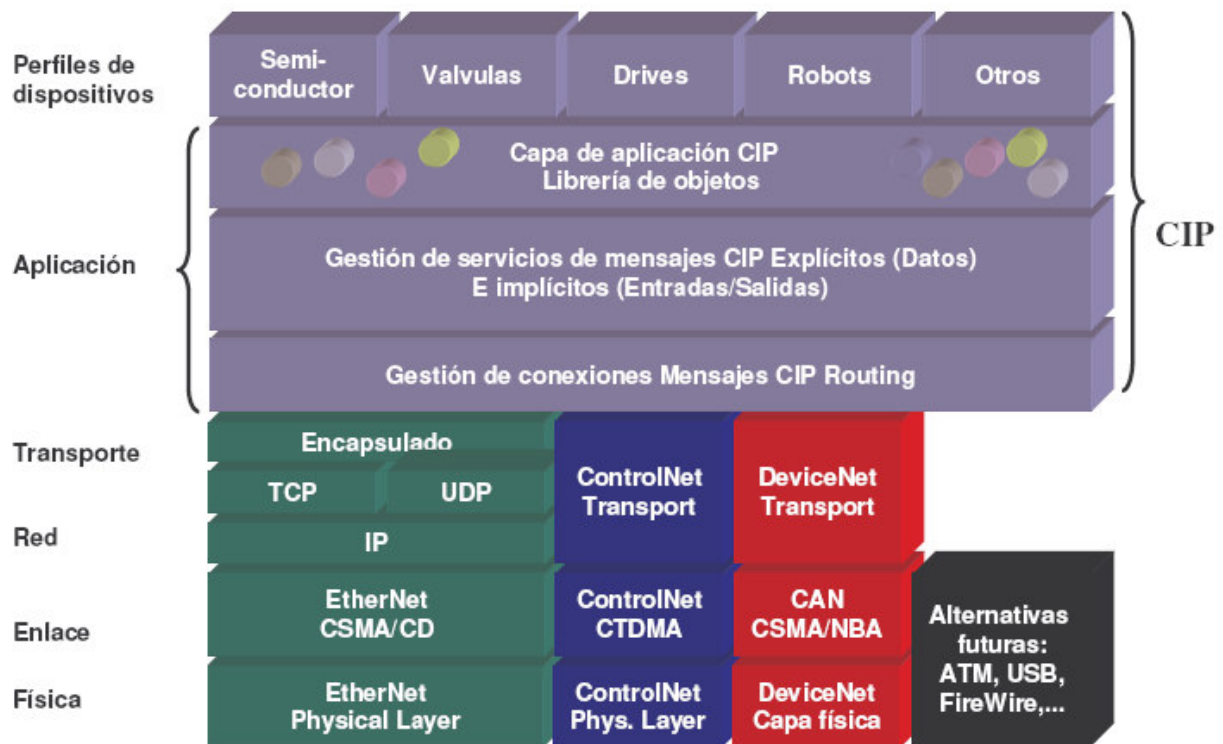 Perfiles de
dispositivos
Semi-
conductor
Valvulas
Drives
Robots
Otros
Capa de aplicación CIP
Librería de objetos
Aplicación
Gestión de servicios de mensajes CIP Explícitos (Datos)
E implícitos (Entradas/Salidas)
CIP
Gestión de conexiones Mensajes CIP Routing
Transporte
Encapsulado
TCP
UDP
ControlNet
Transport
DeviceNet
Transport
Red
IP
Enlace
EtherNet
CSMA/CD
ControlNet
CTDMA
CAN
CSMA/NBA
Alternativas
futuras:
ATM, USB,
FireWire,...
Física
EtherNet
Physical Layer
ControlNet
Phys. Layer
DeviceNet
Capa física